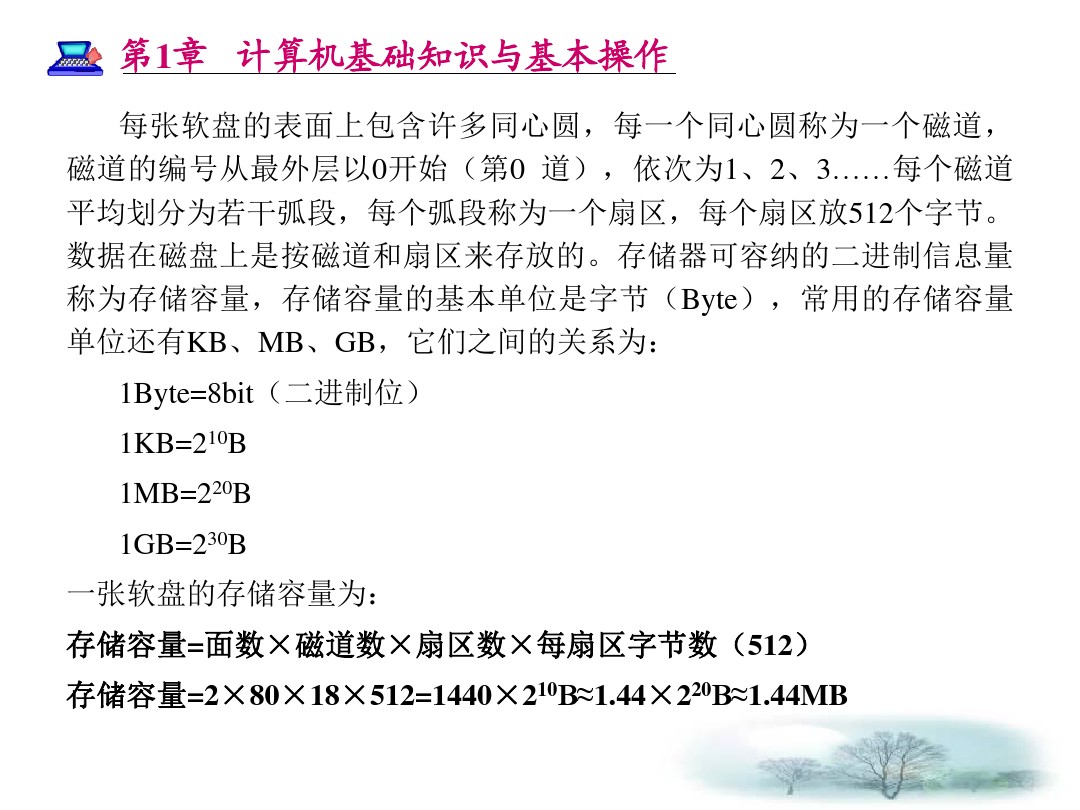 第1章 计算机基础知识与基本操作
每张软盘的表面上包含许多同心圆，每一个同心圆称为一个磁道，
磁道的编号从最外层以0开始（第0 道），依次为1、2、3……每个磁道
平均划分为若干弧段，每个弧段称为一个扇区，每个扇区放512个字节。
数据在磁盘上是按磁道和扇区来存放的。存储器可容纳的二进制信息量
称为存储容量，存储容量的基本单位是字节（Byte），常用的存储容量
单位还有KB、MB、GB，它们之间的关系为：
1Byte=8bit（二进制位）
1KB=2¹⁰B
1MB=2²⁰B
1GB=2³⁰B
一张软盘的存储容量为：
存储容量=面数×磁道数×扇区数×每扇区字节数（512）
存储容量=2×80×18×512=1440×2¹⁰B≈1.44×2²⁰B≈1.44MB